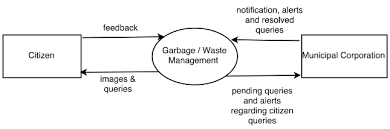 notification, alerts
and resolved
queries
feedback
Citizen
Garbage / Waste
Management
Municipal Corporation
images &
queries
pending queries
and alerts
regarding citizen
queries